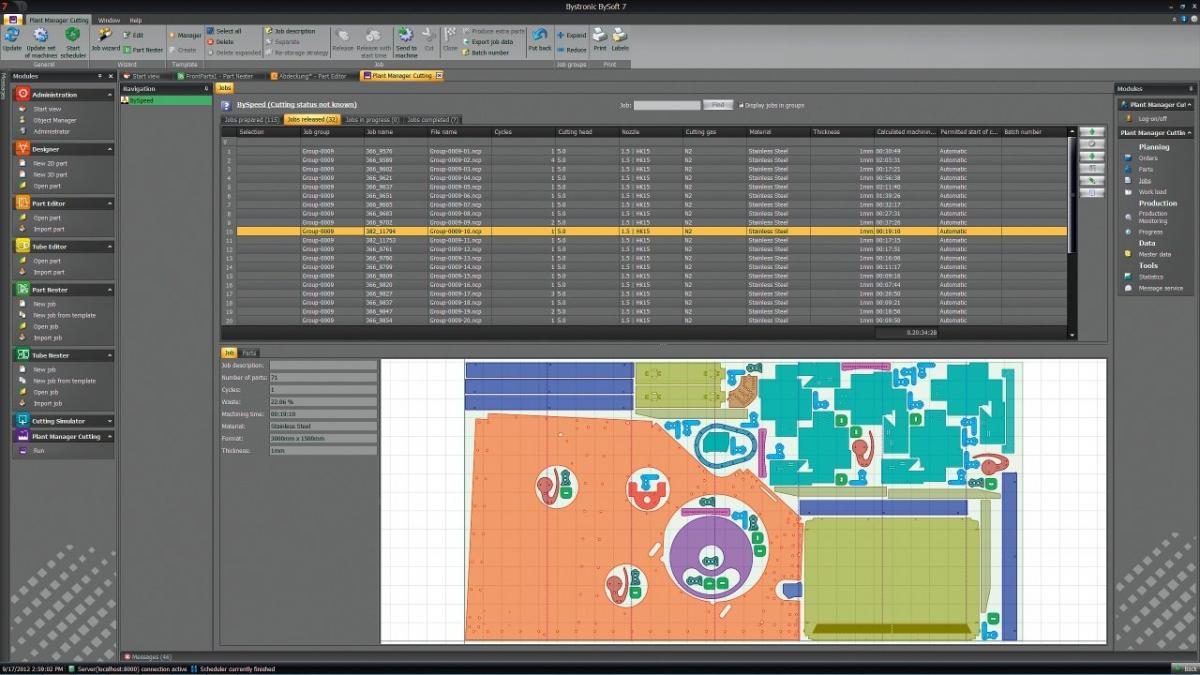 Bystronic BySoft 7
Plant Manager Cutting Window Help
Update
Update set of machines
Start scheduler
General
Job wizard
Edit
Part Nester
Wizard
Manager
Create
Template
Select all
Delete
Delete expanded
Job description
Separate
Re-storage strategy
Release
Release with start time
Send to machine
Cut
Job
Close
Produce extra parts
Export job data
Batch number
Put back
Expand
Reduce
Job groups
Print
Labels
Print
Messages
Modules
Administration
Start view
Object Manager
Administrator
Designer
New 2D part
New 3D part
Open part
Part Editor
Open part
Import part
Tube Editor
Open part
Import part
Part Nester
New job
New job from template
Open job
Import job
Tube Nester
New job
New job from template
Open job
Import job
Cutting Simulator
Plant Manager Cutting
Run
Start view FrontParts1 - Part Nester Abdeckung* - Part Editor Plant Manager Cutting
Navigation
BySpeed
Jobs
BySpeed (Cutting status not known)
Job: Find Display jobs in groups
Jobs prepared (115) Jobs released (32) Jobs in progress (0) Jobs completed (7)
Selection Job group Job name File name Cycles Cutting head Nozzle Cutting gas Material Thickness Calculated machinin... Permitted start of c... Batch number
1 Group-0009 366_9576 Group-0009-01.ncp 1 5.0 1.5 | HK15 N2 Stainless Steel 1mm 00:30:49 Automatic
2 Group-0009 366_9589 Group-0009-02.ncp 4 5.0 1.5 | HK15 N2 Stainless Steel 1mm 02:03:31 Automatic
3 Group-0009 366_9602 Group-0009-03.ncp 1 5.0 1.5 | HK15 N2 Stainless Steel 1mm 00:17:21 Automatic
4 Group-0009 366_9621 Group-0009-04.ncp 1 5.0 1.5 | HK15 N2 Stainless Steel 1mm 00:56:38 Automatic
5 Group-0009 366_9637 Group-0009-05.ncp 1 5.0 1.5 | HK15 N2 Stainless Steel 1mm 02:11:40 Automatic
6 Group-0009 366_9651 Group-0009-06.ncp 1 5.0 1.5 | HK15 N2 Stainless Steel 1mm 01:39:26 Automatic
7 Group-0009 366_9665 Group-0009-07.ncp 1 5.0 1.5 | HK15 N2 Stainless Steel 1mm 00:32:17 Automatic
8 Group-0009 366_9683 Group-0009-08.ncp 1 5.0 1.5 | HK15 N2 Stainless Steel 1mm 00:27:31 Automatic
9 Group-0009 366_9702 Group-0009-09.ncp 2 5.0 1.5 | HK15 N2 Stainless Steel 1mm 00:37:26 Automatic
10 Group-0009 382_11794 Group-0009-10.ncp 1 5.0 1.5 | HK15 N2 Stainless Steel 1mm 00:19:10 Automatic
11 Group-0009 382_11753 Group-0009-11.ncp 1 5.0 1.5 | HK15 N2 Stainless Steel 1mm 00:17:15 Automatic
12 Group-0009 366_9761 Group-0009-12.ncp 1 5.0 1.5 | HK15 N2 Stainless Steel 1mm 00:17:51 Automatic
13 Group-0009 366_9780 Group-0009-13.ncp 1 5.0 1.5 | HK15 N2 Stainless Steel 1mm 00:16:06 Automatic
14 Group-0009 366_9799 Group-0009-14.ncp 1 5.0 1.5 | HK15 N2 Stainless Steel 1mm 00:11:17 Automatic
15 Group-0009 366_9809 Group-0009-15.ncp 1 5.0 1.5 | HK15 N2 Stainless Steel 1mm 00:09:18 Automatic
16 Group-0009 366_9820 Group-0009-16.ncp 1 5.0 1.5 | HK15 N2 Stainless Steel 1mm 00:07:44 Automatic
17 Group-0009 366_9827 Group-0009-17.ncp 3 5.0 1.5 | HK15 N2 Stainless Steel 1mm 00:20:50 Automatic
18 Group-0009 366_9837 Group-0009-18.ncp 1 5.0 1.5 | HK15 N2 Stainless Steel 1mm 00:09:21 Automatic
19 Group-0009 366_9847 Group-0009-19.ncp 2 5.0 1.5 | HK15 N2 Stainless Steel 1mm 00:18:56 Automatic
20 Group-0009 366_9854 Group-0009-20.ncp 1 5.0 1.5 | HK15 N2 Stainless Steel 1mm 00:09:50 Automatic
0.20:34:28
Job Parts
Job description:
Number of parts: 71
Cycles: 1
Waste: 22.06 %
Machining time: 00:19:10
Material: Stainless Steel
Format: 3000mm x 1500mm
Thickness: 1mm
Modules
Plant Manager Cut
Log-on/off
Plant Manager Cuttin
Planning
Orders
Parts
Jobs
Work load
Production
Production Monitoring
Progress
Data
Master data
Tools
Statistics
Message service
Messages (46)
9/17/2012 2:59:02 PM Server[localhost:8000] connection active Scheduler currently finished
Back